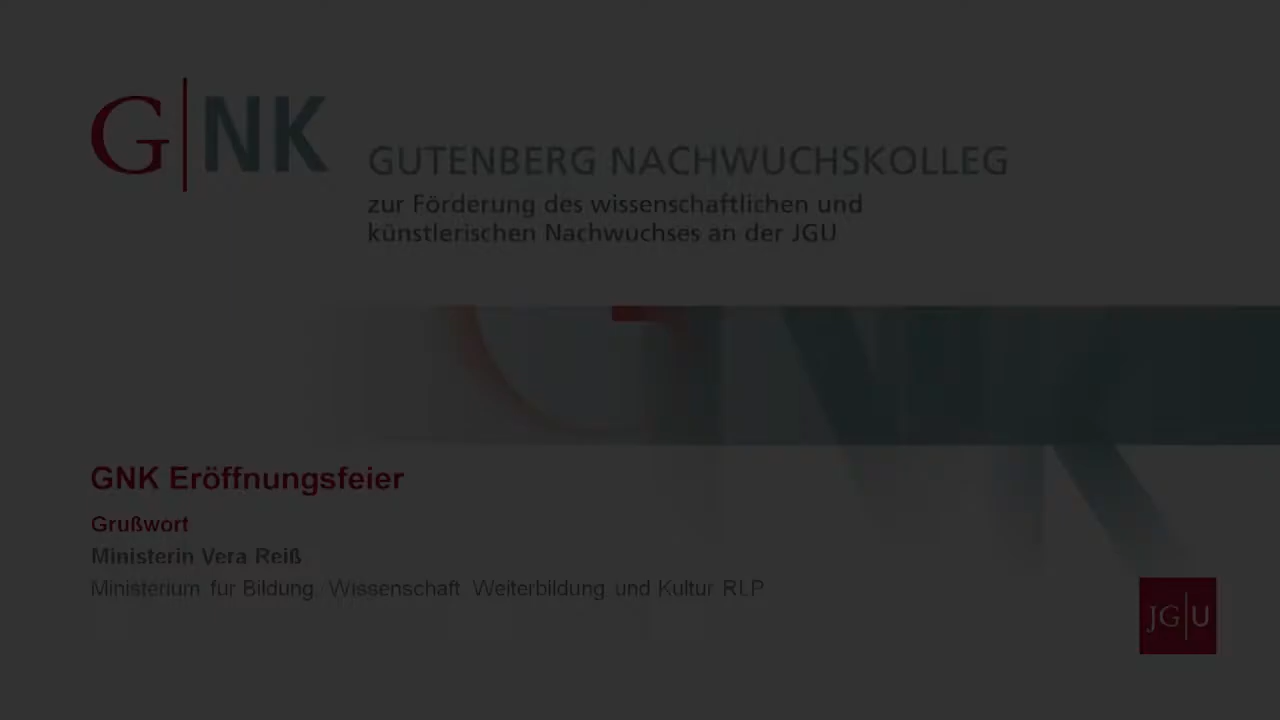 G|NK
GUTENBERG NACHWUCHSKOLLEG
zur Förderung des wissenschaftlichen und
künstlerischen Nachwuchses an der JGU
GNK Eröffnungsfeier
Grußwort
Ministerin Vera Reiß
Ministerium für Bildung, Wissenschaft, Weiterbildung und Kultur RLP
JG|U